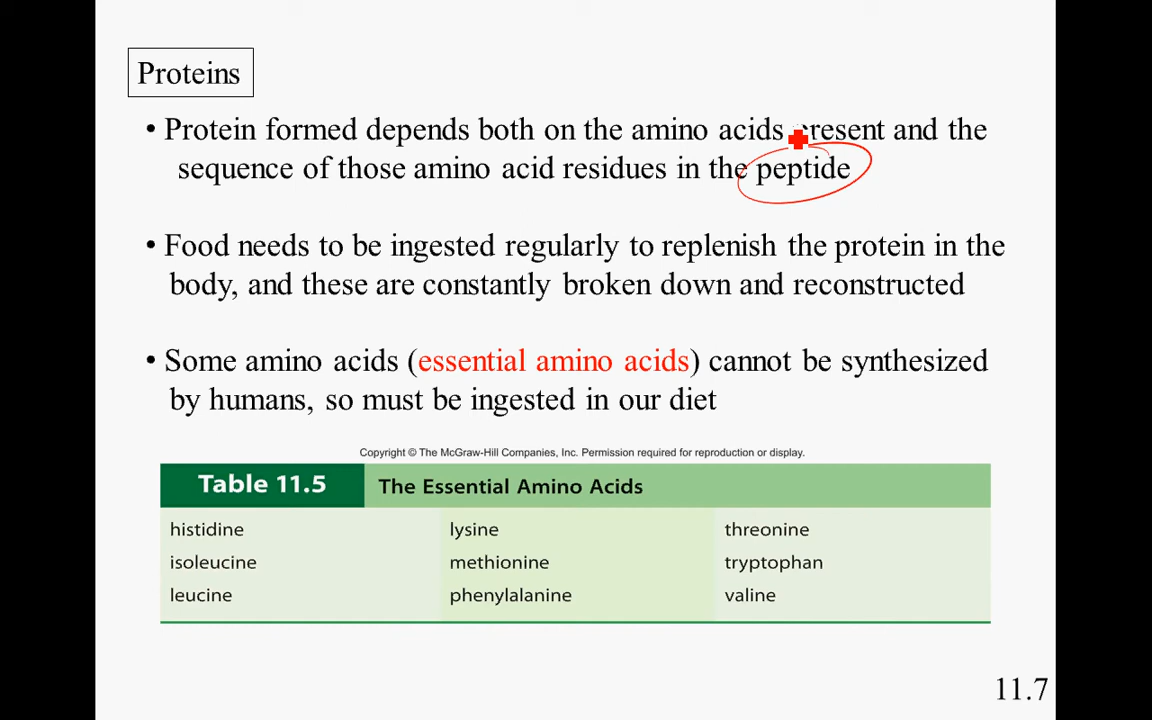 Proteins
• Protein formed depends both on the amino acids present and the
sequence of those amino acid residues in the peptide
• Food needs to be ingested regularly to replenish the protein in the
body, and these are constantly broken down and reconstructed
• Some amino acids (essential amino acids) cannot be synthesized
by humans, so must be ingested in our diet
Copyright © The McGraw-Hill Companies, Inc. Permission required for reproduction or display.
Table 11.5 The Essential Amino Acids
histidine lysine threonine
isoleucine methionine tryptophan
leucine phenylalanine valine
11.7